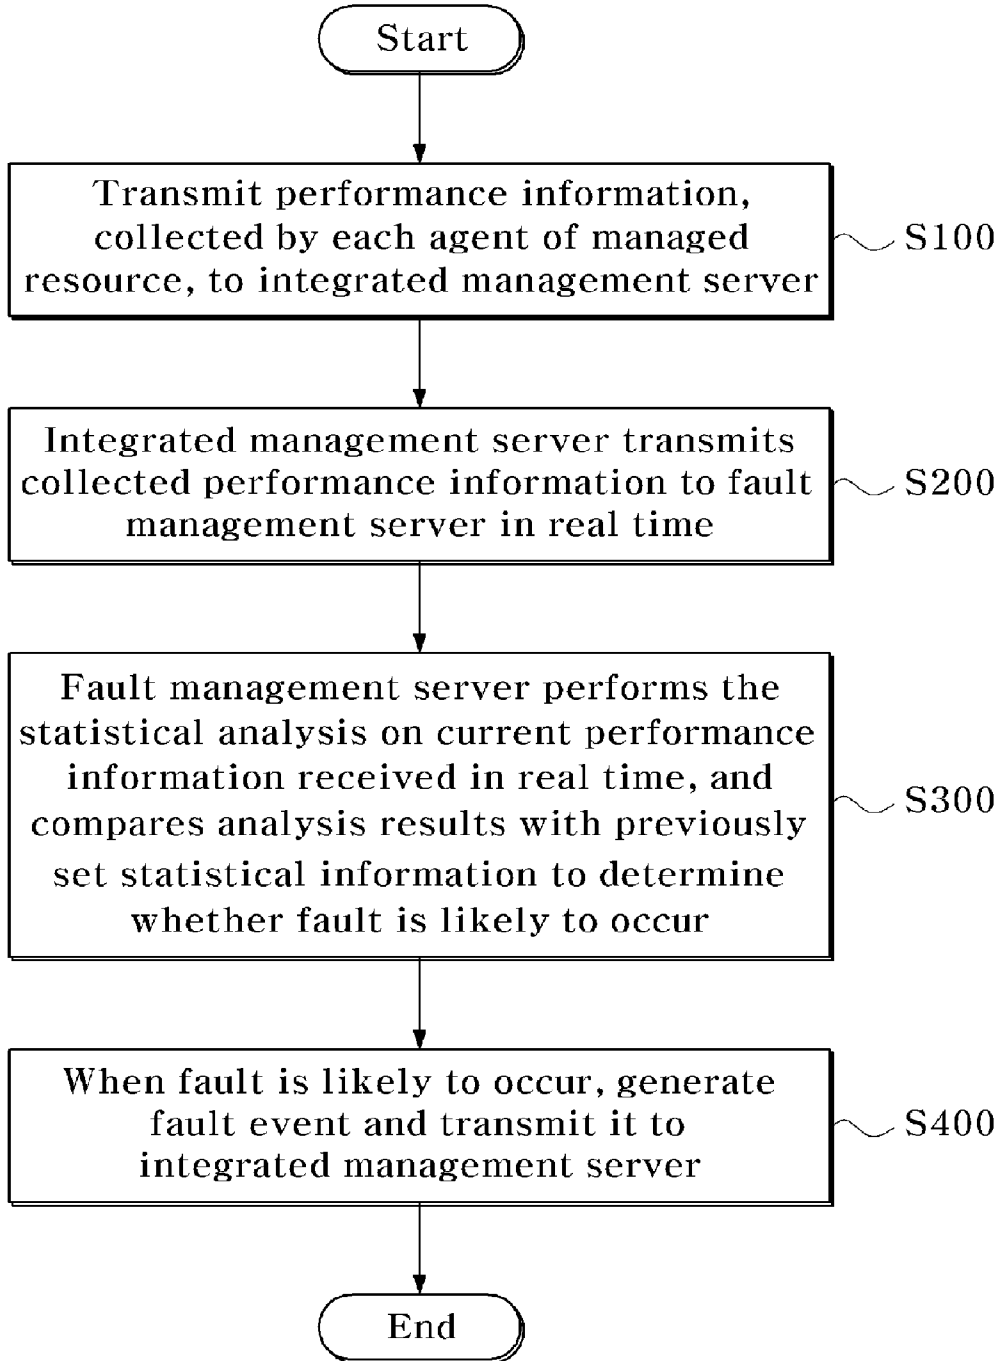 Start
Transmit performance information,
collected by each agent of managed
resource, to integrated management server
S100
Integrated management server transmits
collected performance information to fault
management server in real time
S200
Fault management server performs the
statistical analysis on current performance
information received in real time, and
compares analysis results with previously
set statistical information to determine
whether fault is likely to occur
S300
When fault is likely to occur, generate
fault event and transmit it to
integrated management server
S400
End